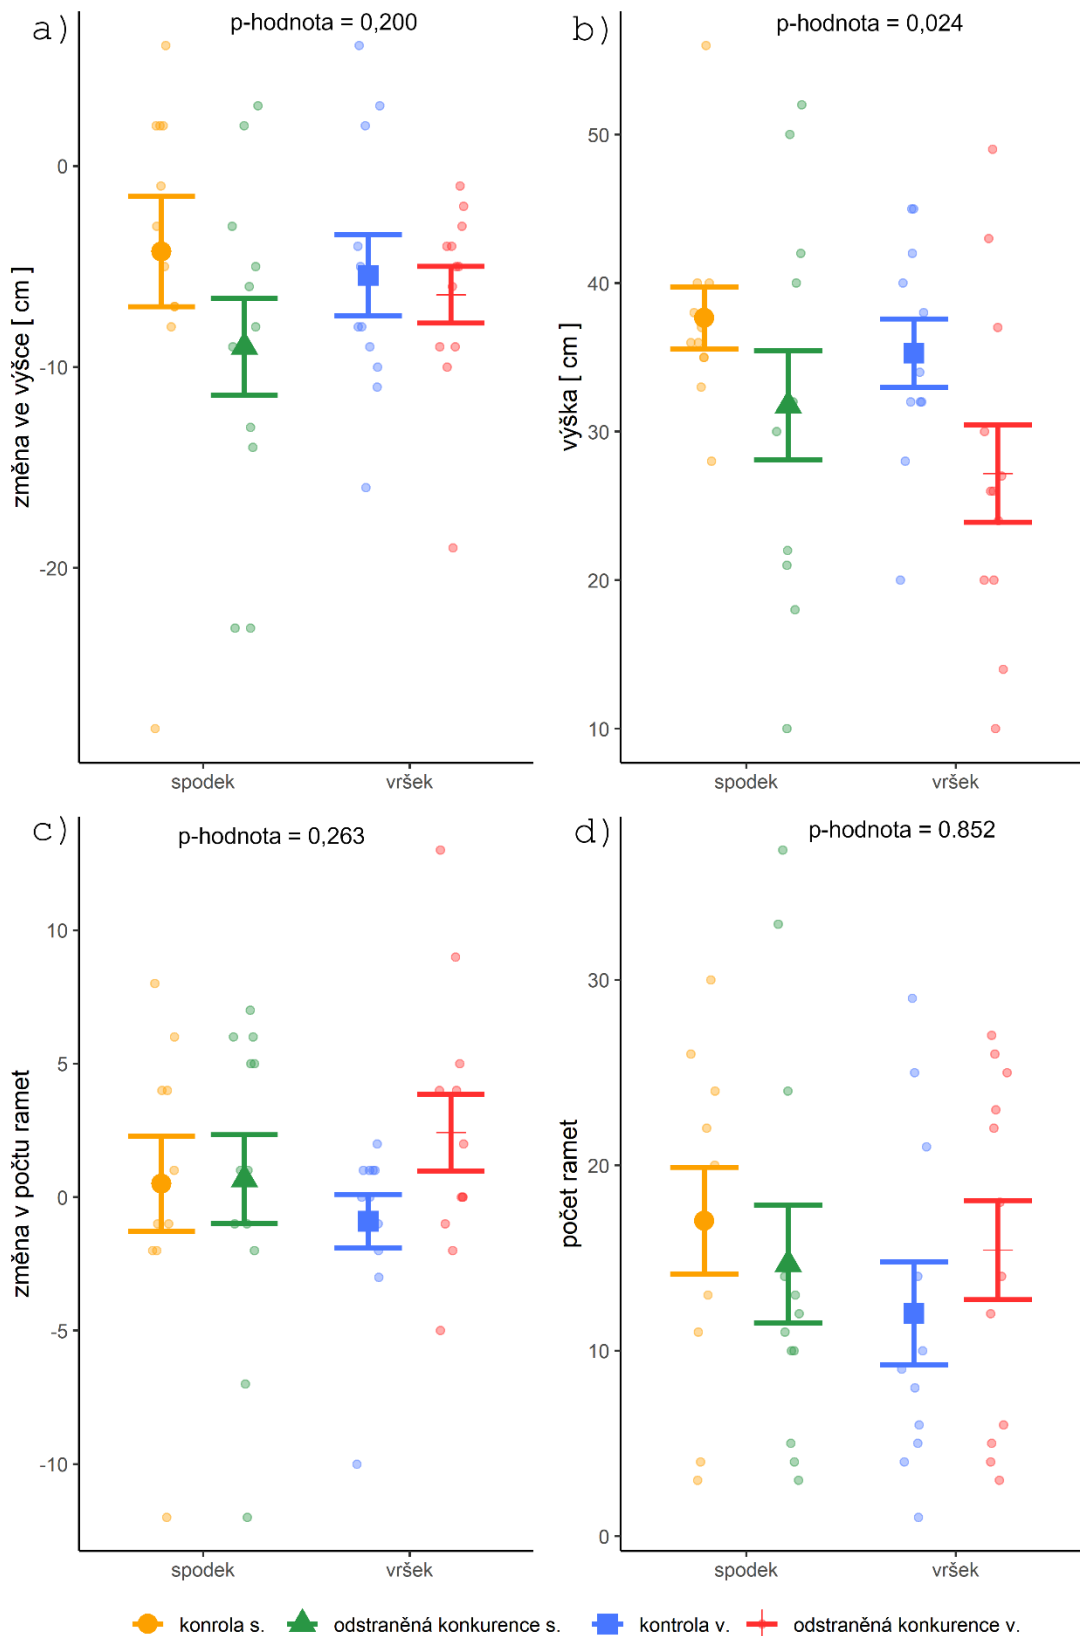 a)
p-hodnota = 0,200
změna ve výšce [ cm ]
0
-10
-20
spodek
vršek
b)
p-hodnota = 0,024
výška [ cm ]
50
40
30
20
10
spodek
vršek
c)
p-hodnota = 0,263
změna v počtu ramet
10
5
0
-5
-10
spodek
vršek
d)
p-hodnota = 0.852
počet ramet
30
20
10
0
spodek
vršek
konrola s.
odstraněná konkurence s.
kontrola v.
odstraněná konkurence v.